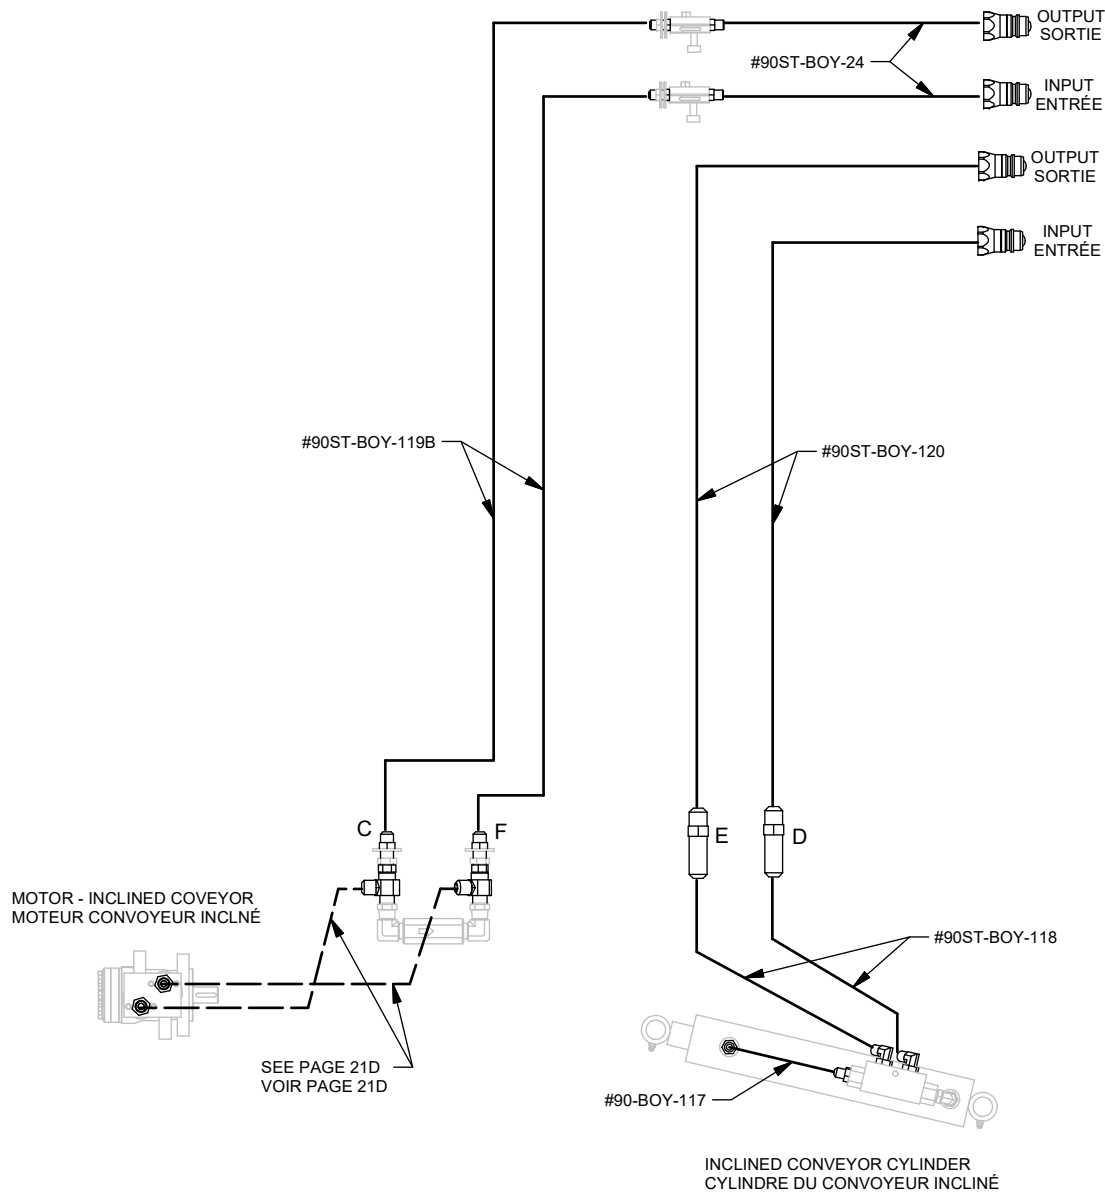 OUTPUT
SORTIE
#90ST-BOY-24
INPUT
ENTRÉE
OUTPUT
SORTIE
INPUT
ENTRÉE
#90ST-BOY-119B
#90ST-BOY-120
C
F
E
D
MOTOR - INCLINED COVEYOR
MOTEUR CONVOYEUR INCLNÉ
#90ST-BOY-118
SEE PAGE 21D
VOIR PAGE 21D
#90-BOY-117
INCLINED CONVEYOR CYLINDER
CYLINDRE DU CONVOYEUR INCLINÉ